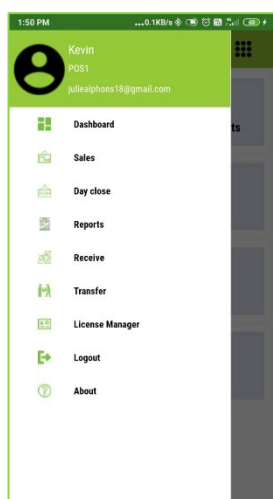 1:50 PM ...0.1KB/s
Kevin
POS1
juliealphons18@gmail.com
Dashboard
ts
Sales
Day close
Reports
Receive
Transfer
License Manager
Logout
About